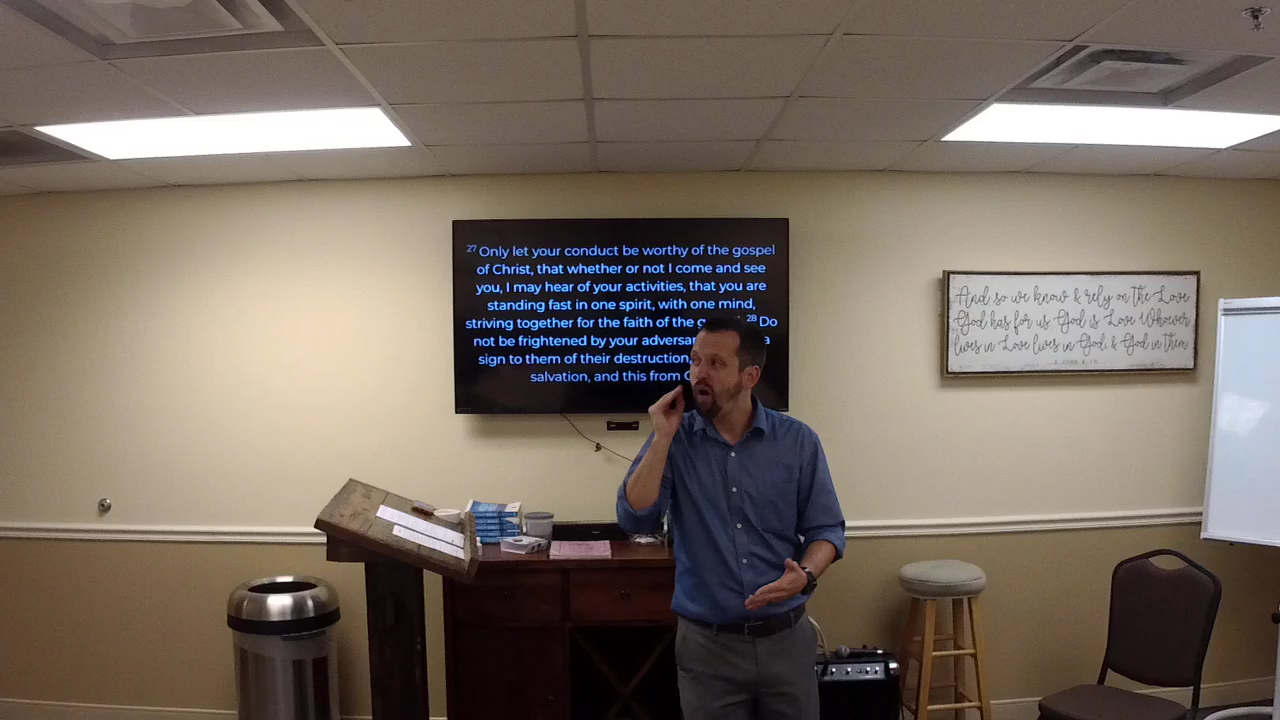 27 Only let your conduct be worthy of the gospel
of Christ, that whether or not I come and see
you, I may hear of your activities, that you are
standing fast in one spirit, with one mind,
striving together for the faith of the 28 Do
not be frightened by your
sign to them of their destruction,
salvation, and this from
And so we know & rely on the Love
God has for us. God is Love Whoever
lives in Love lives in God, & God in them